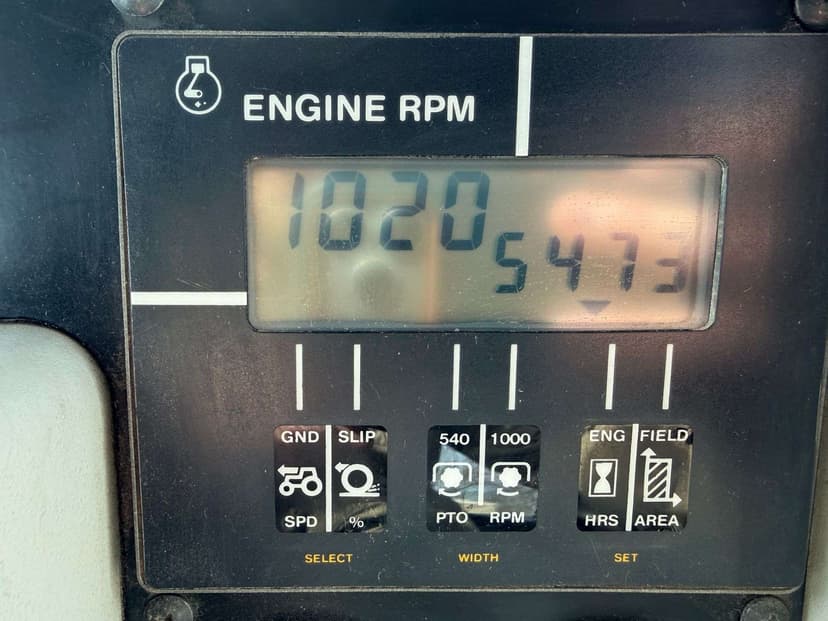 ENGINE RPM
1020
5473
GND SLIP 540 1000 ENG FIELD
SPD % PTO RPM HRS AREA
SELECT WIDTH SET